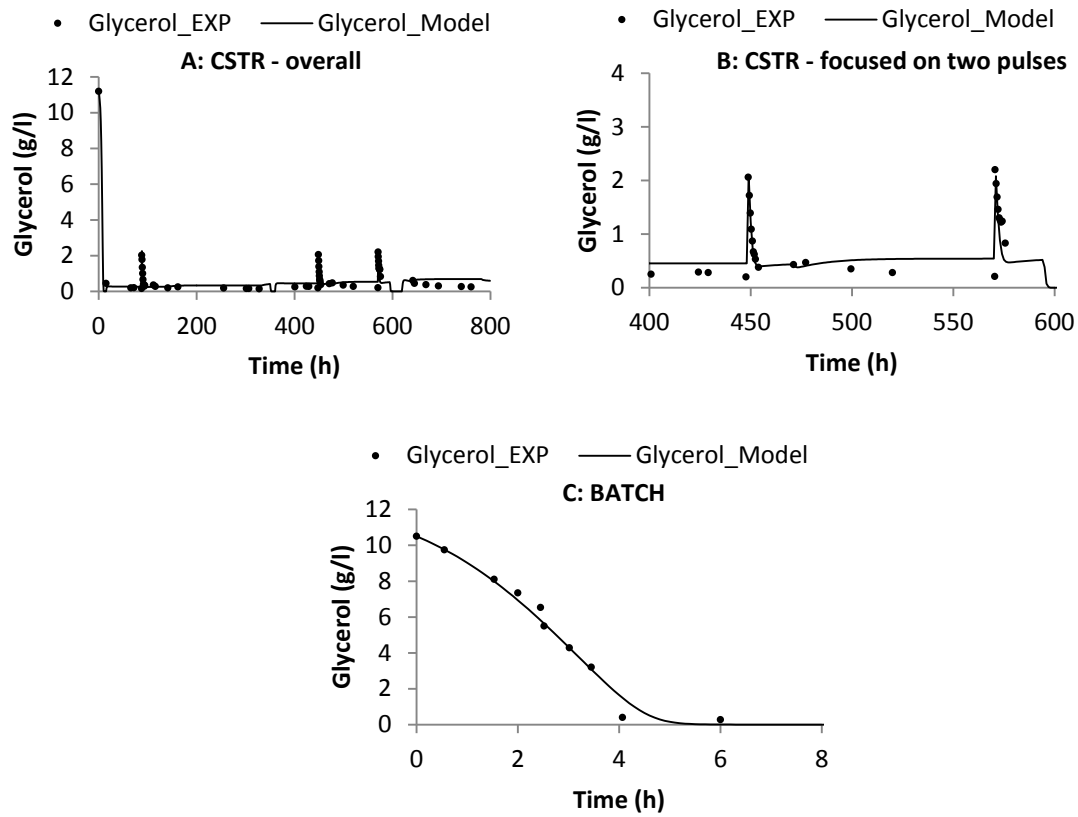 Glycerol_EXP Glycerol_Model
A: CSTR - overall
12
10
8
6
4
2
0
Glycerol (g/l)
0 200 400 600 800
Time (h)
Glycerol_EXP Glycerol_Model
B: CSTR - focused on two pulses
4
3
2
1
0
Glycerol (g/l)
400 450 500 550 600
Time (h)
Glycerol_EXP Glycerol_Model
C: BATCH
12
10
8
6
4
2
0
Glycerol (g/l)
0 2 4 6 8
Time (h)